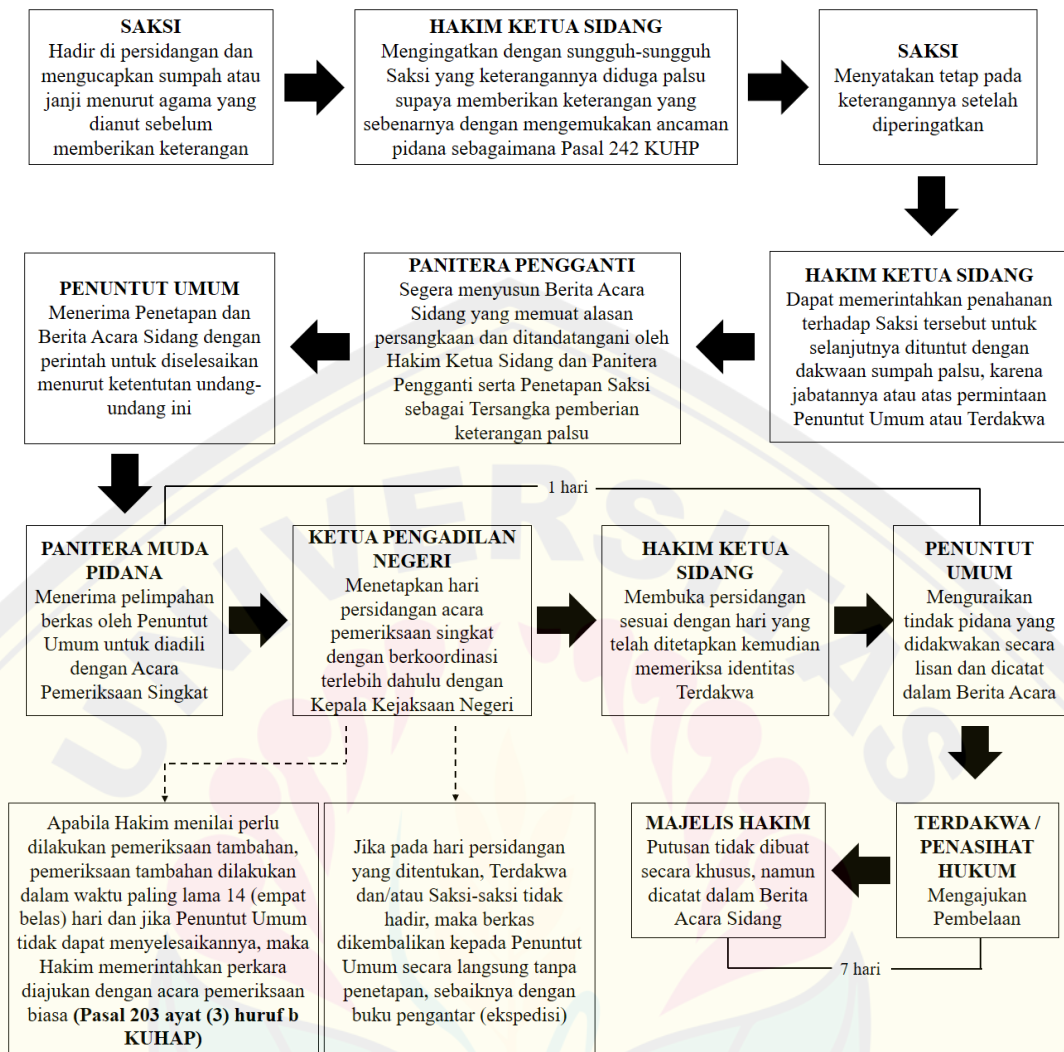 SAKSI
Hadir di persidangan dan
mengucapkan sumpah atau
janji menurut agama yang
dianut sebelum
memberikan keterangan
HAKIM KETUA SIDANG
Mengingatkan dengan sungguh-sungguh
Saksi yang keterangannya diduga palsu
supaya memberikan keterangan yang
sebenarnya dengan mengemukakan ancaman
pidana sebagaimana Pasal 242 KUHP
SAKSI
Menyatakan tetap pada
keterangannya setelah
diperingatkan
HAKIM KETUA SIDANG
Dapat memerintahkan penahanan
terhadap Saksi tersebut untuk
selanjutnya dituntut dengan
dakwaan sumpah palsu, karena
jabatannya atau atas permintaan
Penuntut Umum atau Terdakwa
PANITERA PENGGANTI
Segera menyusun Berita Acara
Sidang yang memuat alasan
persangkaan dan ditandatangani oleh
Hakim Ketua Sidang dan Panitera
Pengganti serta Penetapan Saksi
sebagai Tersangka pemberian
keterangan palsu
PENUNTUT UMUM
Menerima Penetapan dan
Berita Acara Sidang dengan
perintah untuk diselesaikan
menurut ketentutan undang-
undang ini
1 hari
PANITERA MUDA
PIDANA
Menerima pelimpahan
berkas oleh Penuntut
Umum untuk diadili
dengan Acara
Pemeriksaan Singkat
KETUA PENGADILAN
NEGERI
Menetapkan hari
persidangan acara
pemeriksaan singkat
dengan berkoordinasi
terlebih dahulu dengan
Kepala Kejaksaan Negeri
HAKIM KETUA
SIDANG
Membuka persidangan
sesuai dengan hari yang
telah ditetapkan kemudian
memeriksa identitas
Terdakwa
PENUNTUT
UMUM
Menguraikan
tindak pidana yang
didakwakan secara
lisan dan dicatat
dalam Berita Acara
TERDAKWA /
PENASIHAT
HUKUM
Mengajukan
Pembelaan
MAJELIS HAKIM
Putusan tidak dibuat
secara khusus, namun
dicatat dalam Berita
Acara Sidang
7 hari
Apabila Hakim menilai perlu
dilakukan pemeriksaan tambahan,
pemeriksaan tambahan dilakukan
dalam waktu paling lama 14 (empat
belas) hari dan jika Penuntut Umum
tidak dapat menyelesaikannya, maka
Hakim memerintahkan perkara
diajukan dengan acara pemeriksaan
biasa (Pasal 203 ayat (3) huruf b
KUHAP)
Jika pada hari persidangan
yang ditentukan, Terdakwa
dan/atau Saksi-saksi tidak
hadir, maka berkas
dikembalikan kepada Penuntut
Umum secara langsung tanpa
penetapan, sebaiknya dengan
buku pengantar (ekspedisi)
UNIVERSITAS